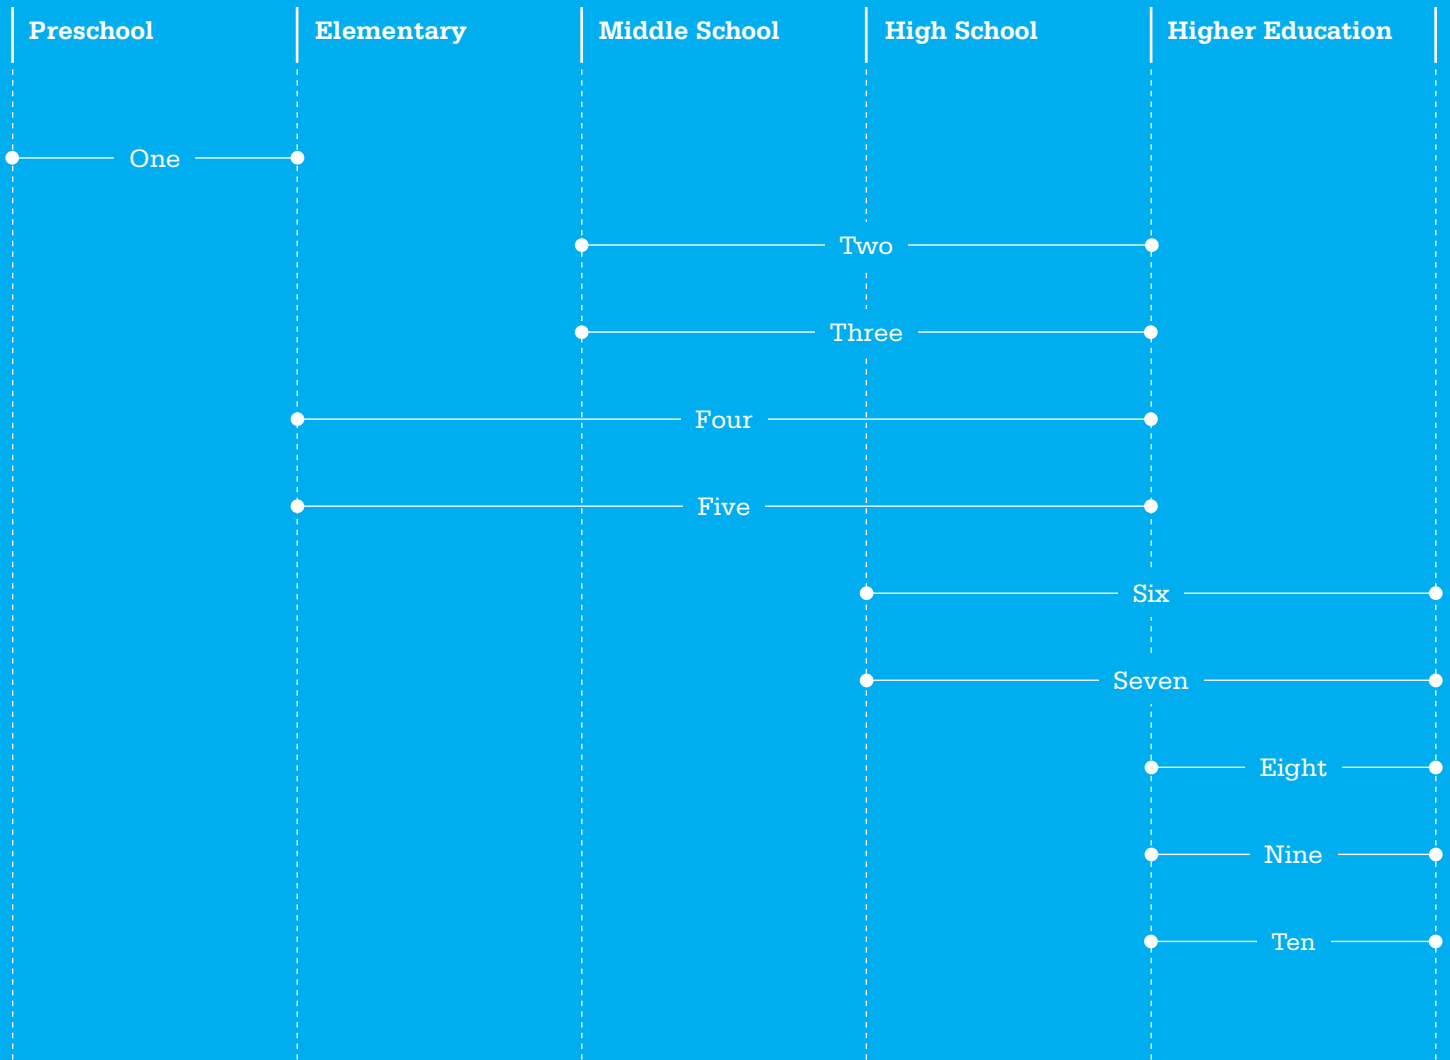 Preschool Elementary Middle School High School Higher Education
One
Two
Three
Four
Five
Six
Seven
Eight
Nine
Ten